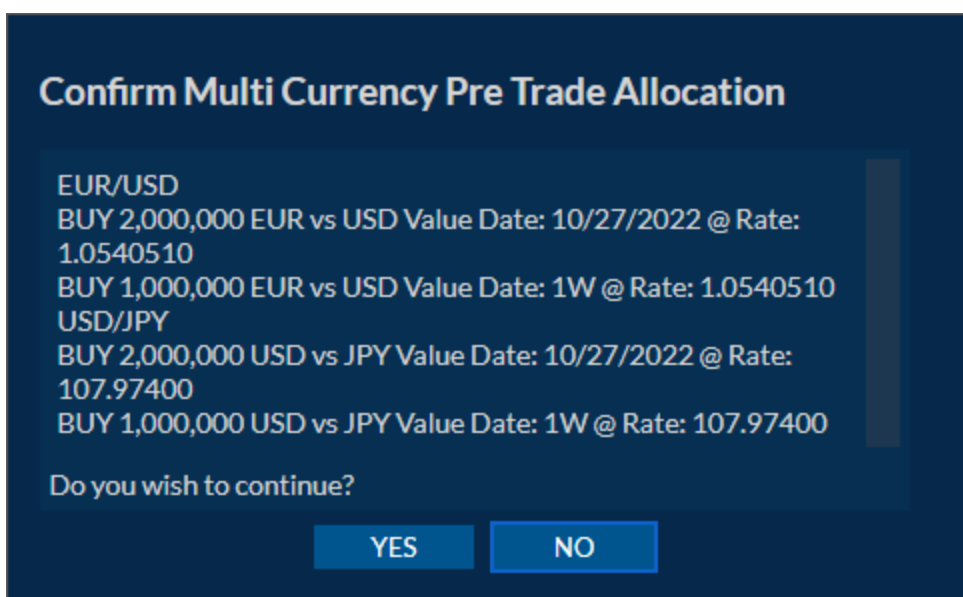 Confirm Multi Currency Pre Trade Allocation
EUR/USD
BUY 2,000,000 EUR vs USD Value Date: 10/27/2022 @ Rate:
1.0540510
BUY 1,000,000 EUR vs USD Value Date: 1W @ Rate: 1.0540510
USD/JPY
BUY 2,000,000 USD vs JPY Value Date: 10/27/2022 @ Rate:
107.97400
BUY 1,000,000 USD vs JPY Value Date: 1W @ Rate: 107.97400
Do you wish to continue?
YES NO